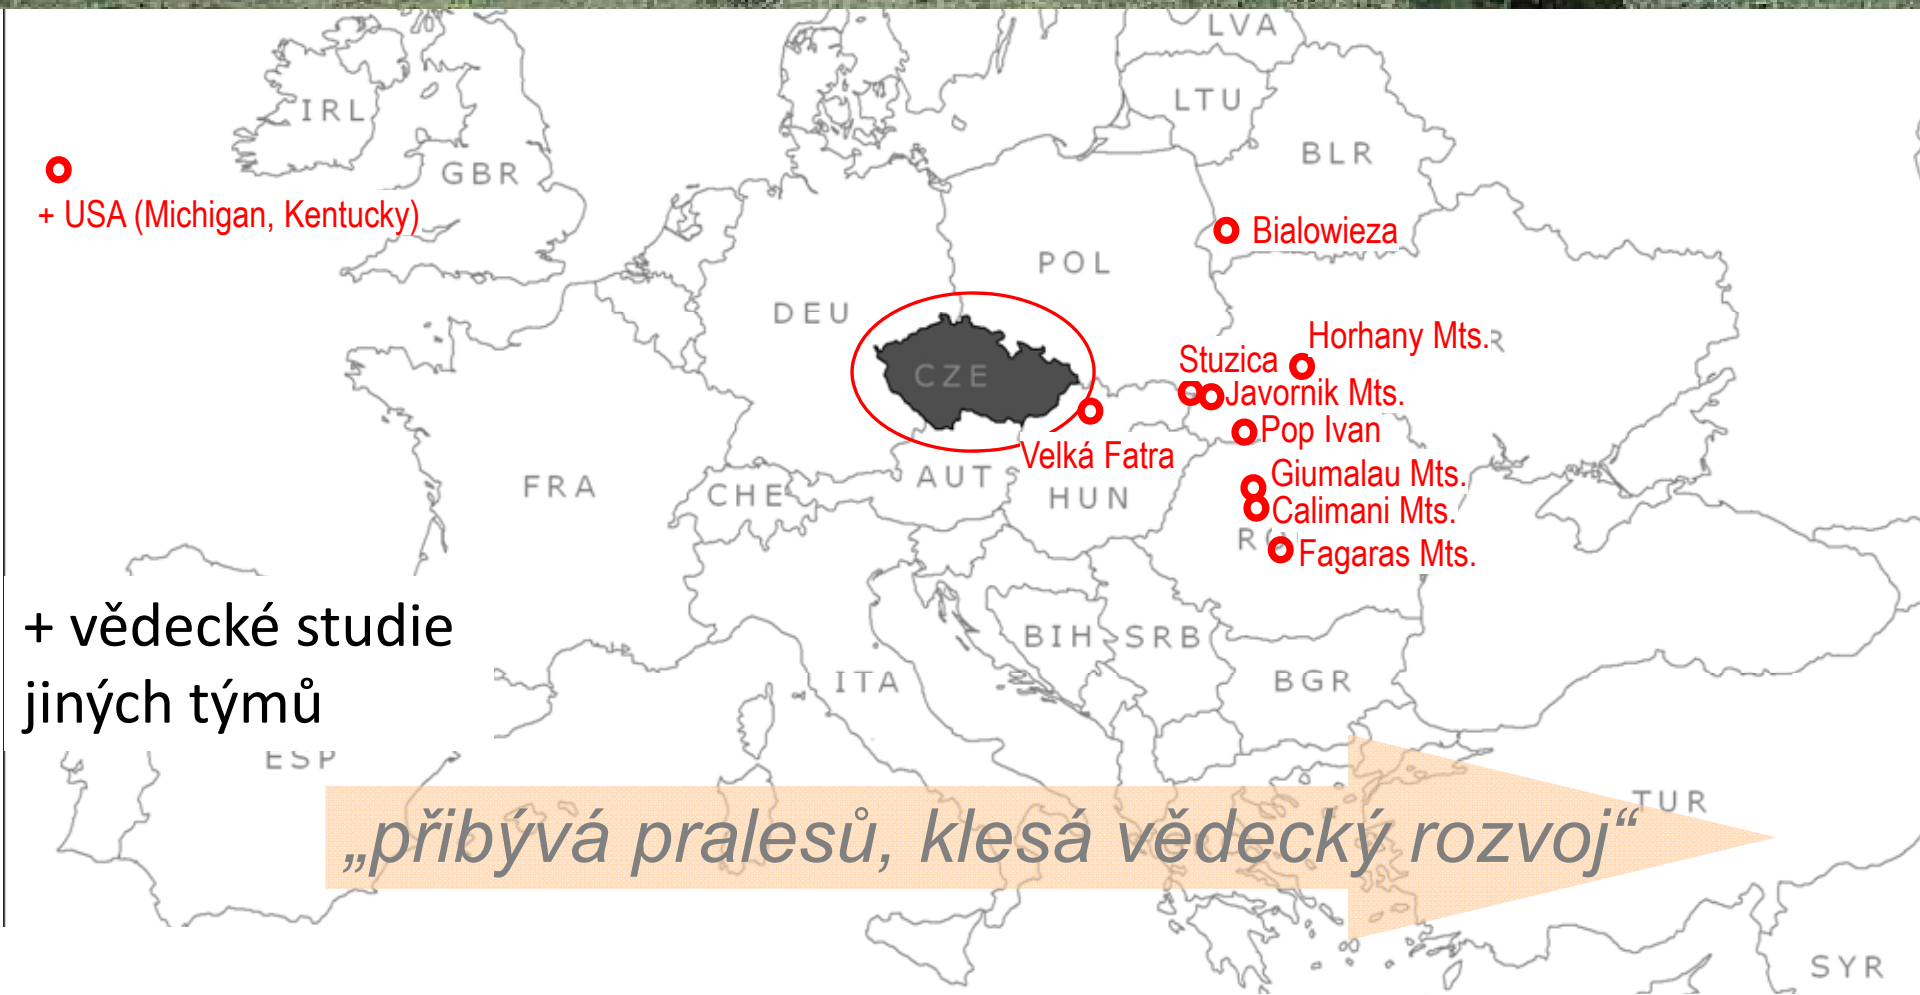 LVA
IRL
LTU
BLR
GBR
+ USA (Michigan, Kentucky)
Bialowieza
POL
DEU
Horhany Mts.
R
Stuzica
CZE
Javornik Mts.
Pop Ivan
Velká Fatra
Giumalau Mts.
FRA
CHE
AUT
HUN
Calimani Mts.
Fagaras Mts.
+ vědecké studie
jiných týmů
BIH
SRB
ITA
BGR
ESP
TUR
„přibývá pralesů, klesá vědecký rozvoj“
SYR